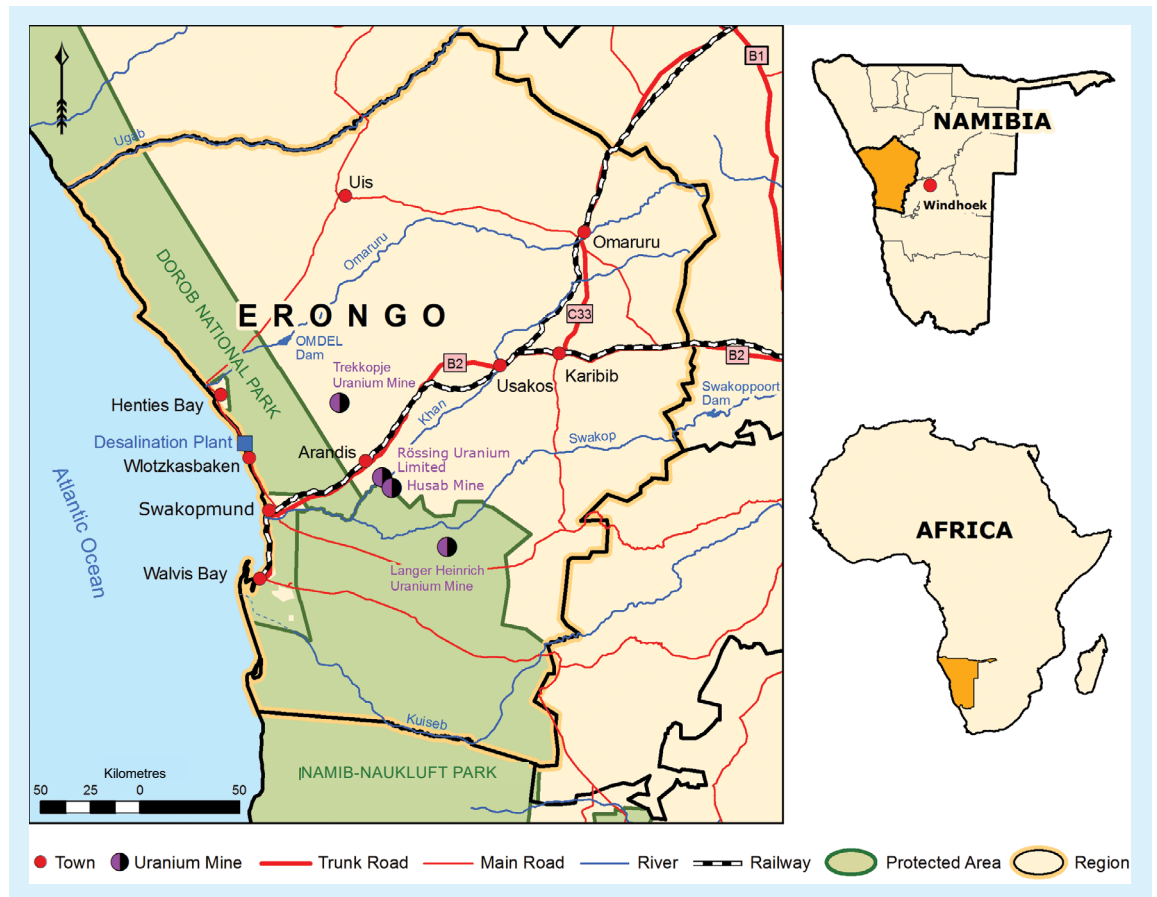 B1
Ugab
Uis
Omaruru
Omaruru
DOROB NATIONAL PARK
ERONGO
C33
OMDEL
Dam
B2
B2
Trekkopje
Uranium Mine
Karibib
Usakos
Henties Bay
Khan
Swakoppoort
Dam
Desalination Plant
Swakop
Wlotzkasbaken
Arandis
Rössing Uranium
Limited
Husab Mine
Atlantic Ocean
Swakopmund
Walvis Bay
Langer Heinrich
Uranium Mine
Kuiseb
NAMIB-NAUKLUFT PARK
Kilometres
50 25 0 50
NAMIBIA
Windhoek
AFRICA
Town
Uranium Mine
Trunk Road
Main Road
River
Railway
Protected Area
Region